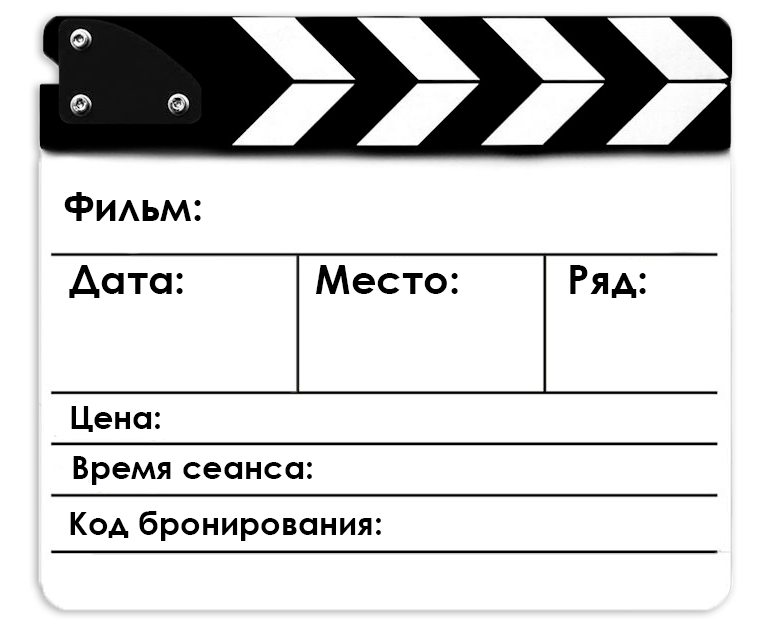 Фильм:
Дата: Место: Ряд:
Цена:
Время сеанса:
Код бронирования: